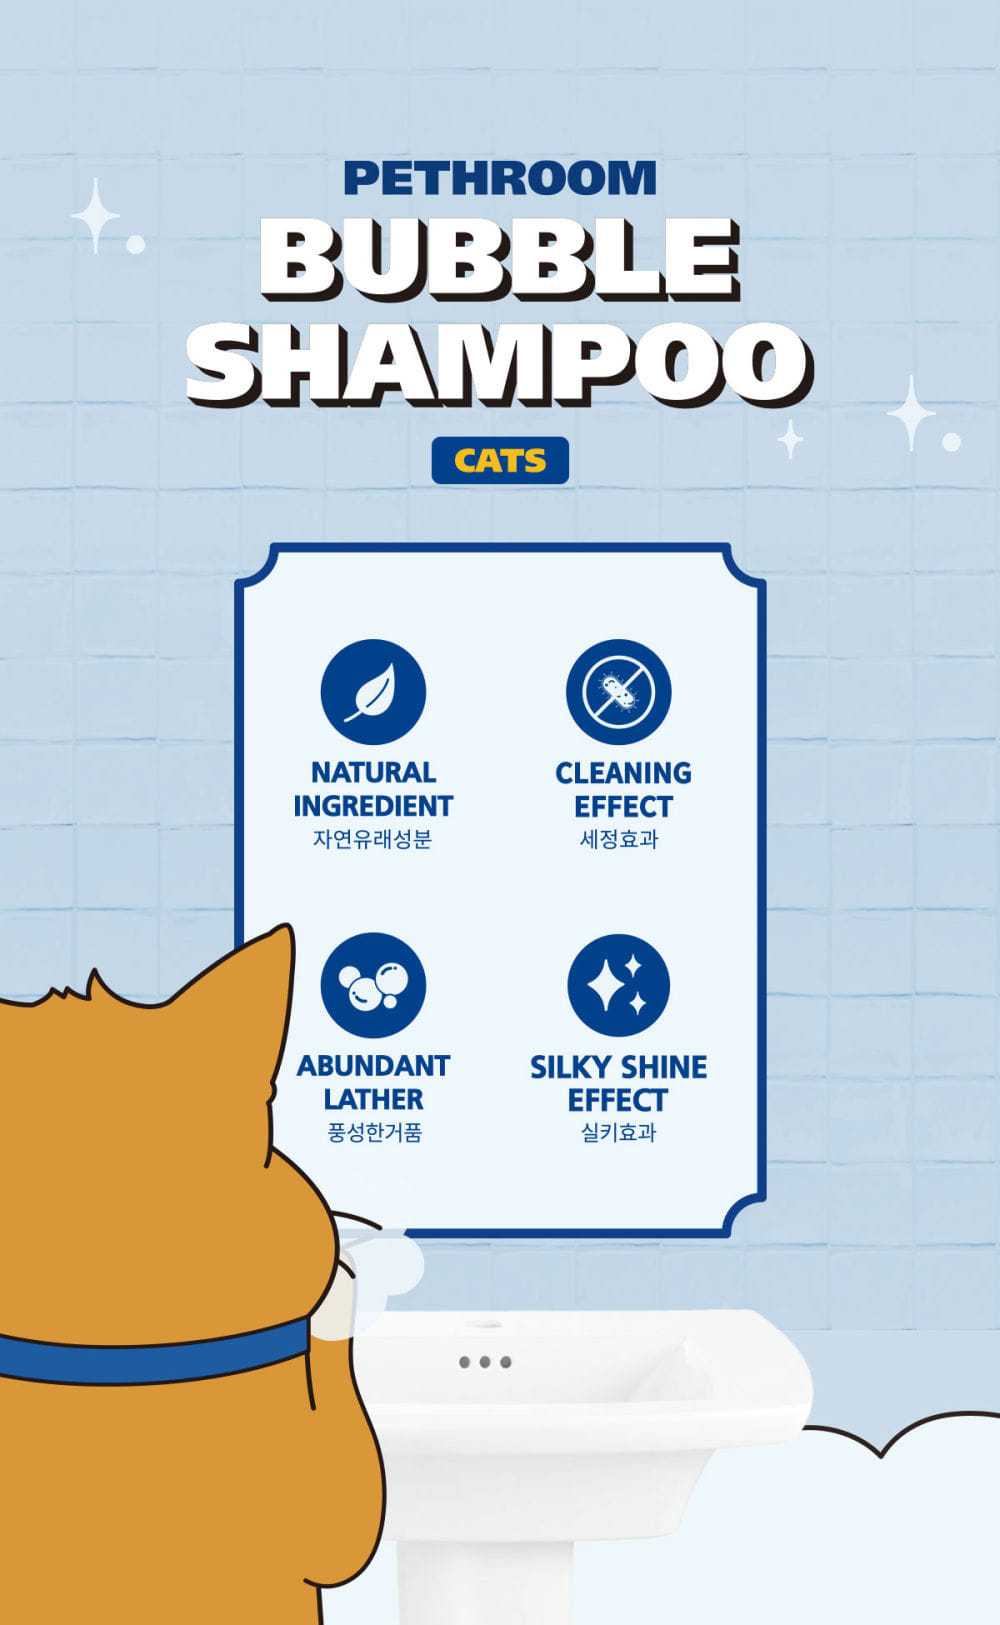 PETHROOM
BUBBLE
SHAMPOO
CATS
NATURAL
INGREDIENT
자연유래성분
CLEANING
EFFECT
세정효과
ABUNDANT
LATHER
풍성한거품
SILKY SHINE
EFFECT
실키효과